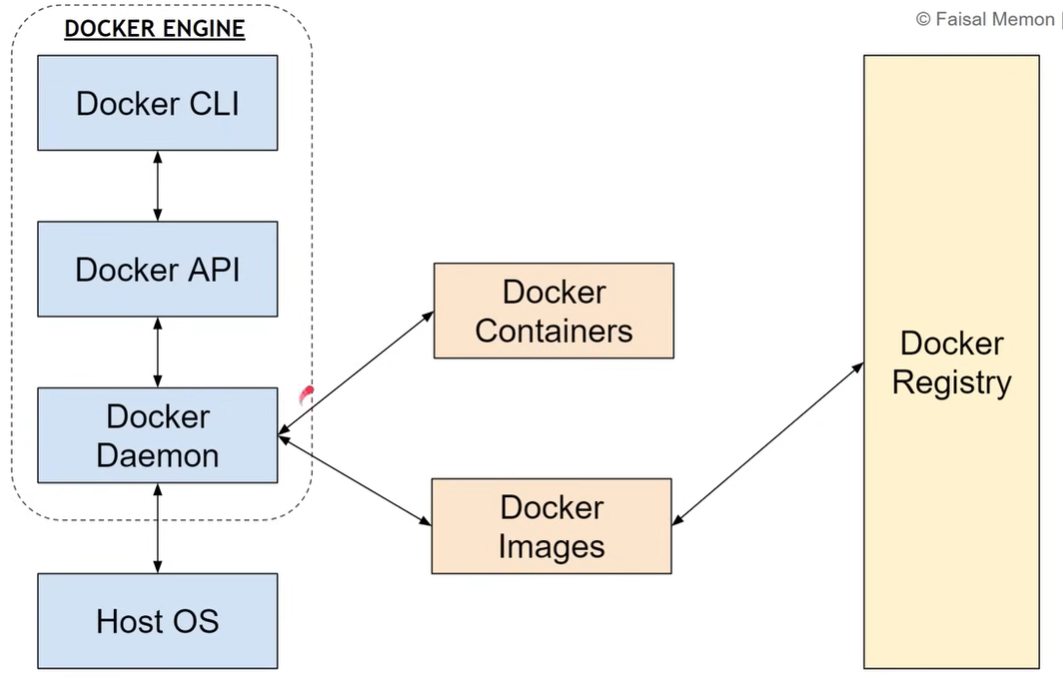 © Faisal Memon |
DOCKER ENGINE
Docker CLI
Docker API
Docker
Daemon
Host OS
Docker
Containers
Docker
Images
Docker
Registry